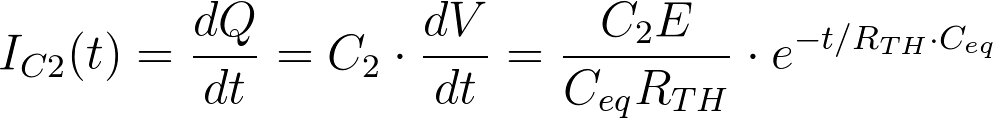 $I_{C2}(t) = \frac{dQ}{dt} = C_2 \cdot \frac{dV}{dt} = \frac{C_2 E}{C_{eq} R_{TH}} \cdot e^{-t/R_{TH} \cdot C_{eq}}$